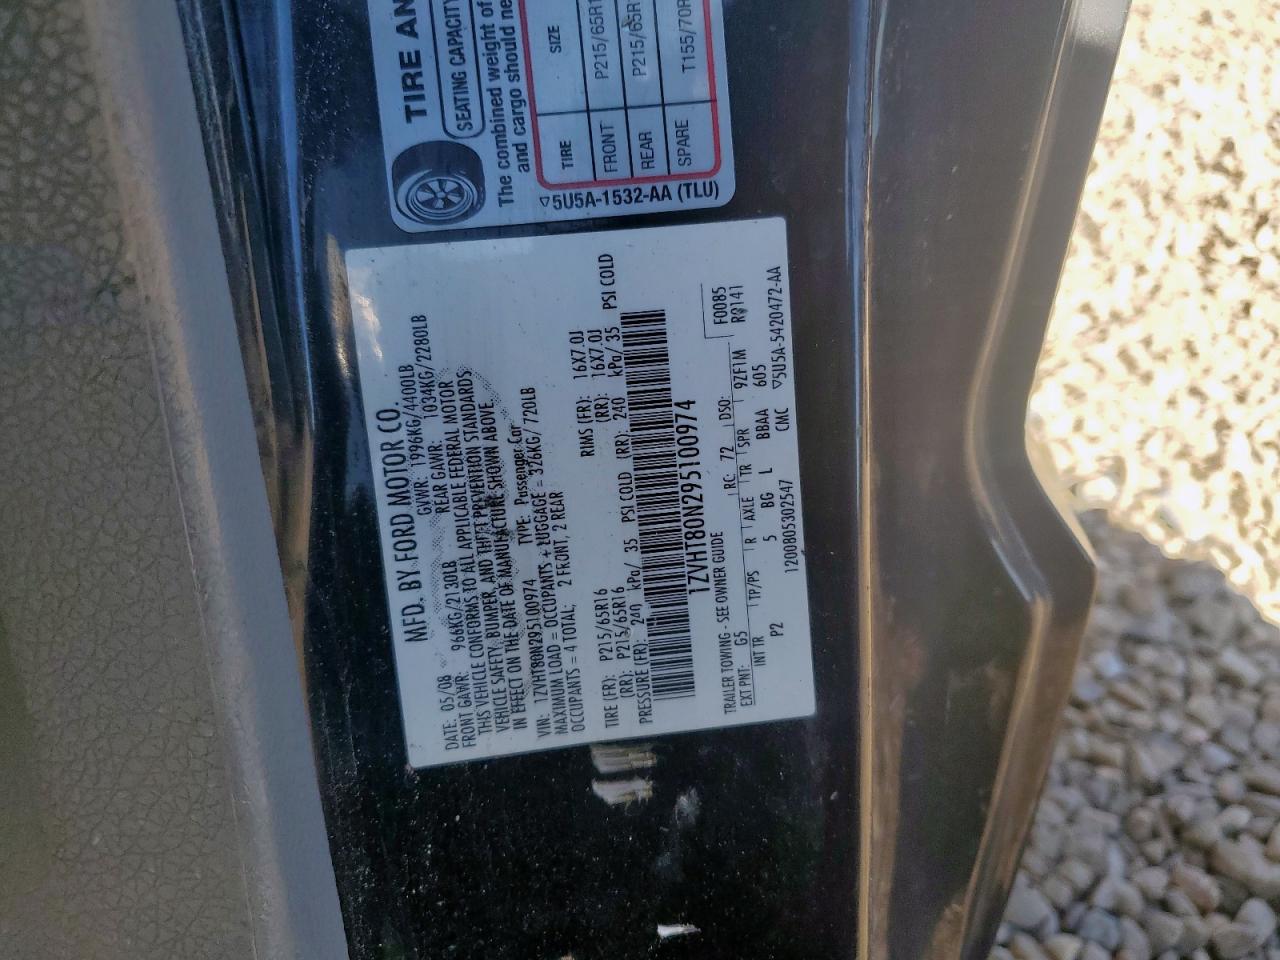 TIRE AN
SEATING CAPACITY
The combined weight of
and cargo should ne
TIRE SIZE
FRONT P215/65R1
REAR P215/65R1
SPARE T155/70R
▽5U5A-1532-AA (TLU)
MFD. BY FORD MOTOR CO.
DATE: 05/08 GVWR: 1996KG/4400LB
FRONT GAWR: 966KG/2130LB REAR GAWR: 1034KG/2280LB
THIS VEHICLE CONFORMS TO ALL APPLICABLE FEDERAL MOTOR
VEHICLE SAFETY, BUMPER, AND THEFT PREVENTION STANDARDS
IN EFFECT ON THE DATE OF MANUFACTURE SHOWN ABOVE.
VIN: 1ZVHT80N295100974 TYPE: Passenger Car
MAXIMUM LOAD = OCCUPANTS + LUGGAGE = 326KG/ 720LB
OCCUPANTS = 4 TOTAL; 2 FRONT, 2 REAR
TIRE (FR): P215/65R16 RIMS (FR): 16X7.0J
(RR): P215/65R16 (RR): 16X7.0J
PRESSURE (FR): 240 kPa/ 35 PSI COLD (RR): 240 kPa/ 35 PSI COLD
1ZVHT80N295100974
F0085
R0141
TRAILER TOWING - SEE OWNER GUIDE
EXT PNT: G5 RC: 72 DSO: 9ZF1M
INT TR TP/PS R AXLE TR SPR 605
P2 5 BG L BBAA
1200805302547 CMC ▽5U5A-5420472-AA